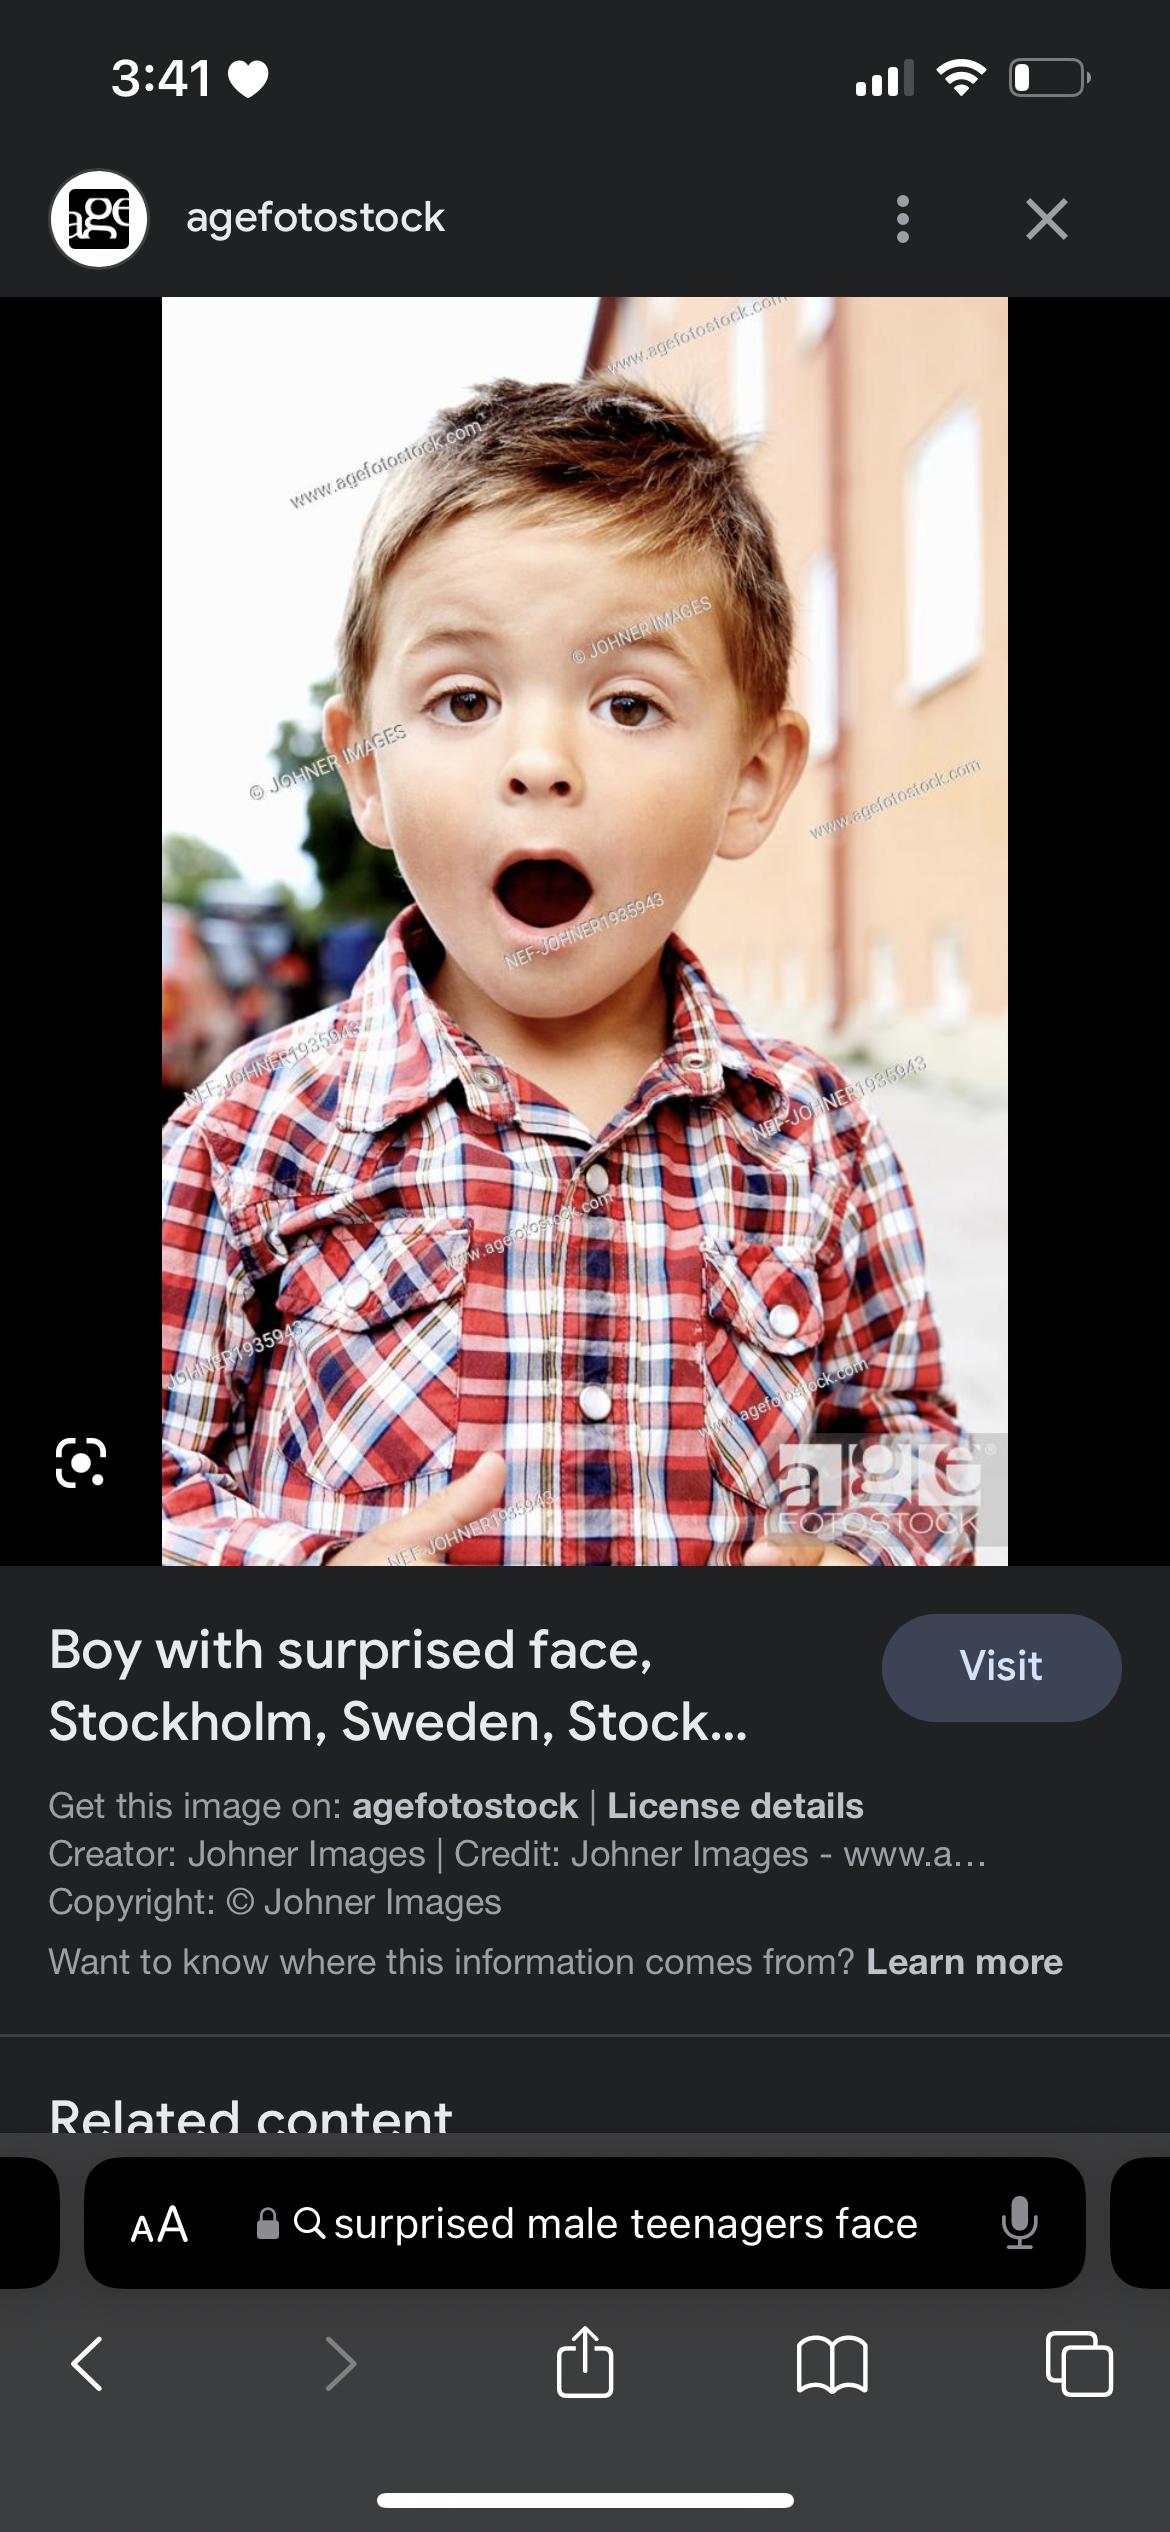 3:41
age
agefotostock
www.agefotostock.com
www.agefotostock.com
© JOHNER IMAGES
© JOHNER IMAGES
www.agefotostock.com
NEF-JOHNER1935943
NEF-JOHNER1935943
NEF-JOHNER1935943
www.agefotostock.com
JOHNER1935943
www.agefotostock.com
NEF-JOHNER1935943
age®
FOTOSTOCK
Boy with surprised face,
Stockholm, Sweden, Stock...
Visit
Get this image on: agefotostock | License details
Creator: Johner Images | Credit: Johner Images - www.a...
Copyright: © Johner Images
Want to know where this information comes from? Learn more
Related content
AA surprised male teenagers face